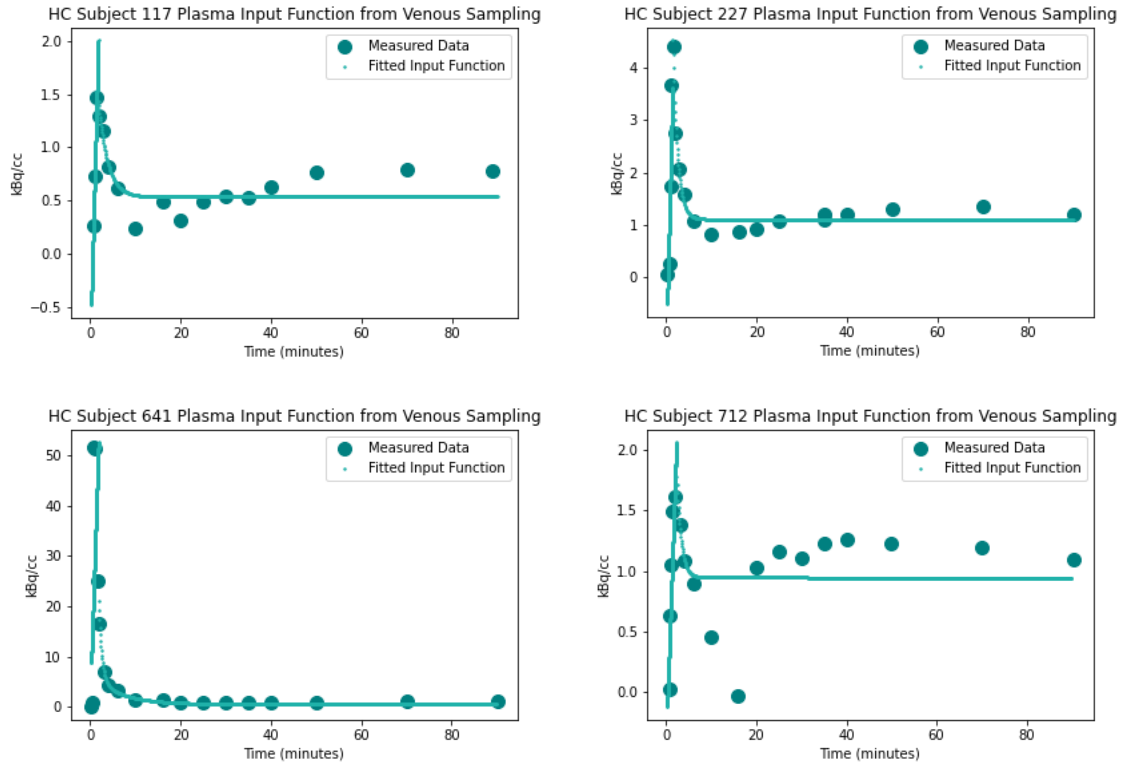 HC Subject 117 Plasma Input Function from Venous Sampling
2.0
1.5
1.0
0.5
0.0
−0.5
kBq/cc
Measured Data
Fitted Input Function
0 20 40 60 80
Time (minutes)
HC Subject 227 Plasma Input Function from Venous Sampling
4
3
2
1
0
kBq/cc
Measured Data
Fitted Input Function
0 20 40 60 80
Time (minutes)
HC Subject 641 Plasma Input Function from Venous Sampling
50
40
30
20
10
0
kBq/cc
Measured Data
Fitted Input Function
0 20 40 60 80
Time (minutes)
HC Subject 712 Plasma Input Function from Venous Sampling
2.0
1.5
1.0
0.5
0.0
kBq/cc
Measured Data
Fitted Input Function
0 20 40 60 80
Time (minutes)